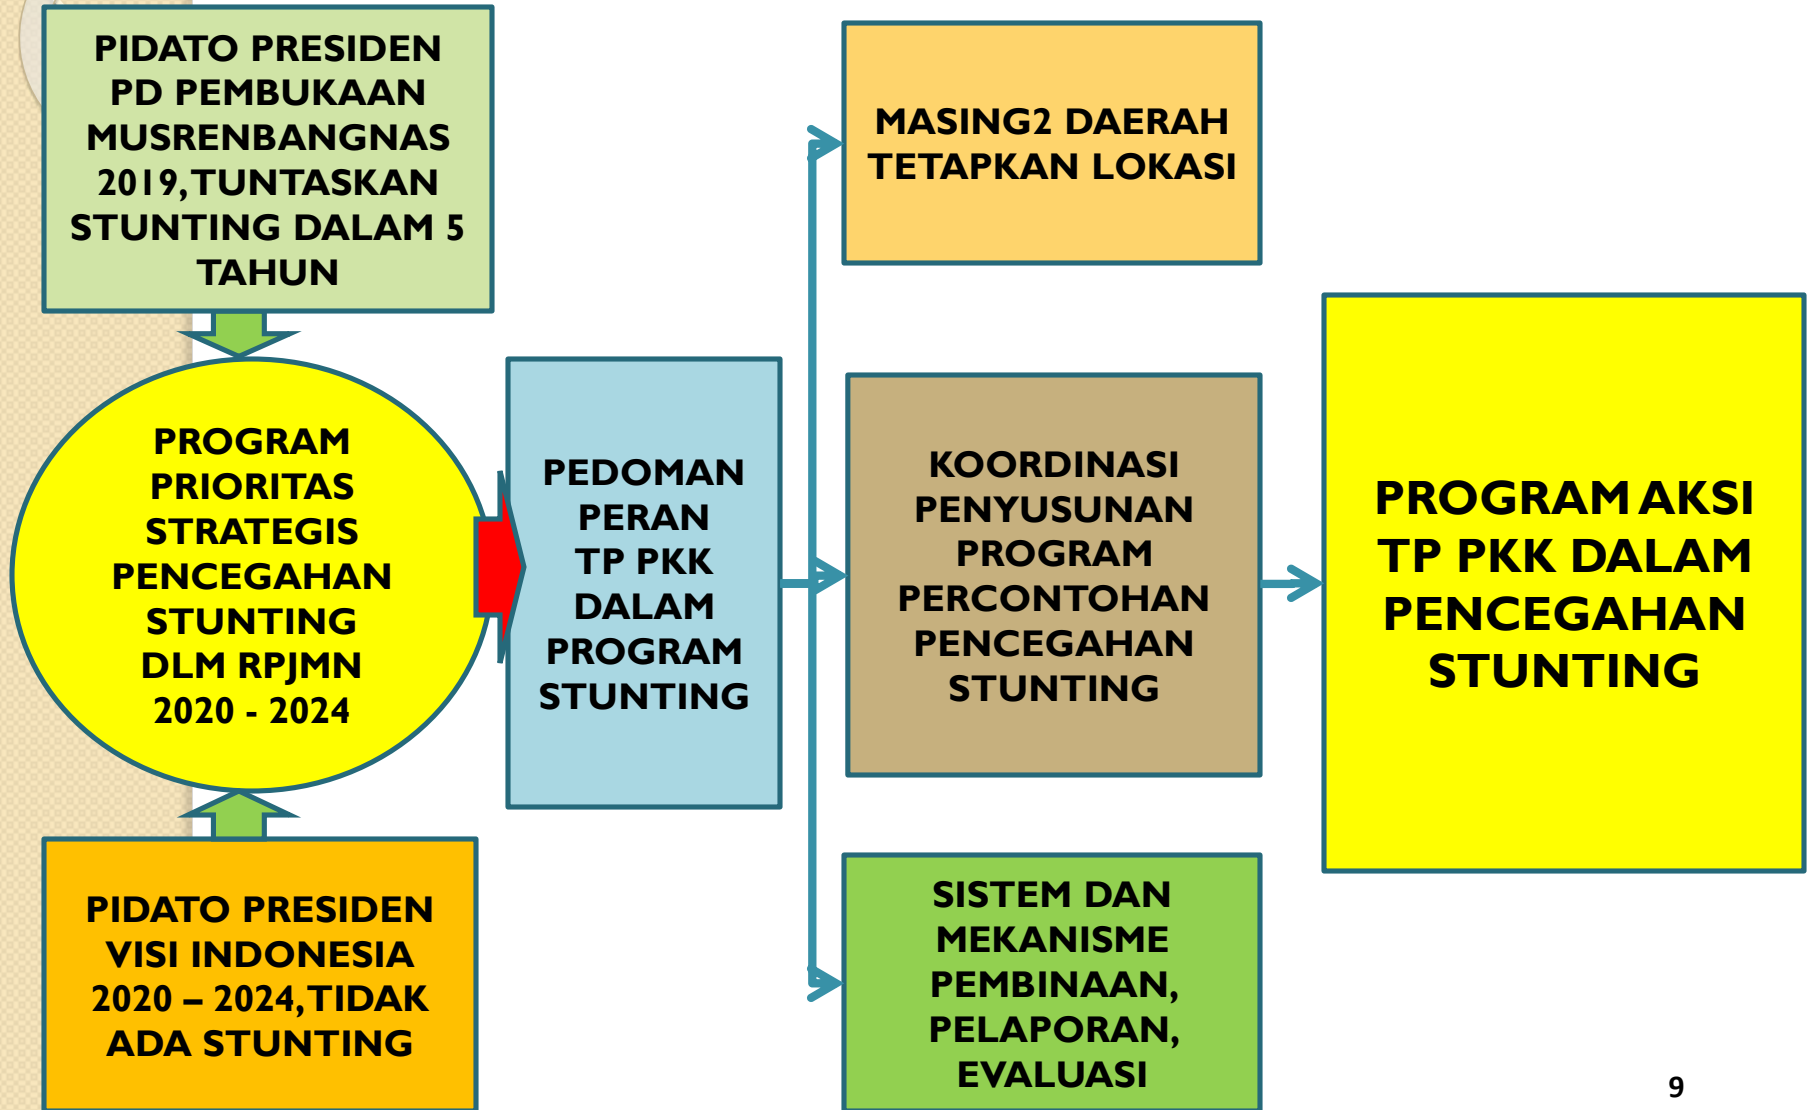 PIDATO PRESIDEN
PD PEMBUKAAN
MUSRENBANGNAS
2019, TUNTASKAN
STUNTING DALAM 5
TAHUN
PROGRAM
PRIORITAS
STRATEGIS
PENCEGAHAN
STUNTING
DLM RPJMN
2020 - 2024
PIDATO PRESIDEN
VISI INDONESIA
2020 – 2024, TIDAK
ADA STUNTING
PEDOMAN
PERAN
TP PKK
DALAM
PROGRAM
STUNTING
MASING2 DAERAH
TETAPKAN LOKASI
KOORDINASI
PENYUSUNAN
PROGRAM
PERCONTOHAN
PENCEGAHAN
STUNTING
SISTEM DAN
MEKANISME
PEMBINAAN,
PELAPORAN,
EVALUASI
PROGRAM AKSI
TP PKK DALAM
PENCEGAHAN
STUNTING
9